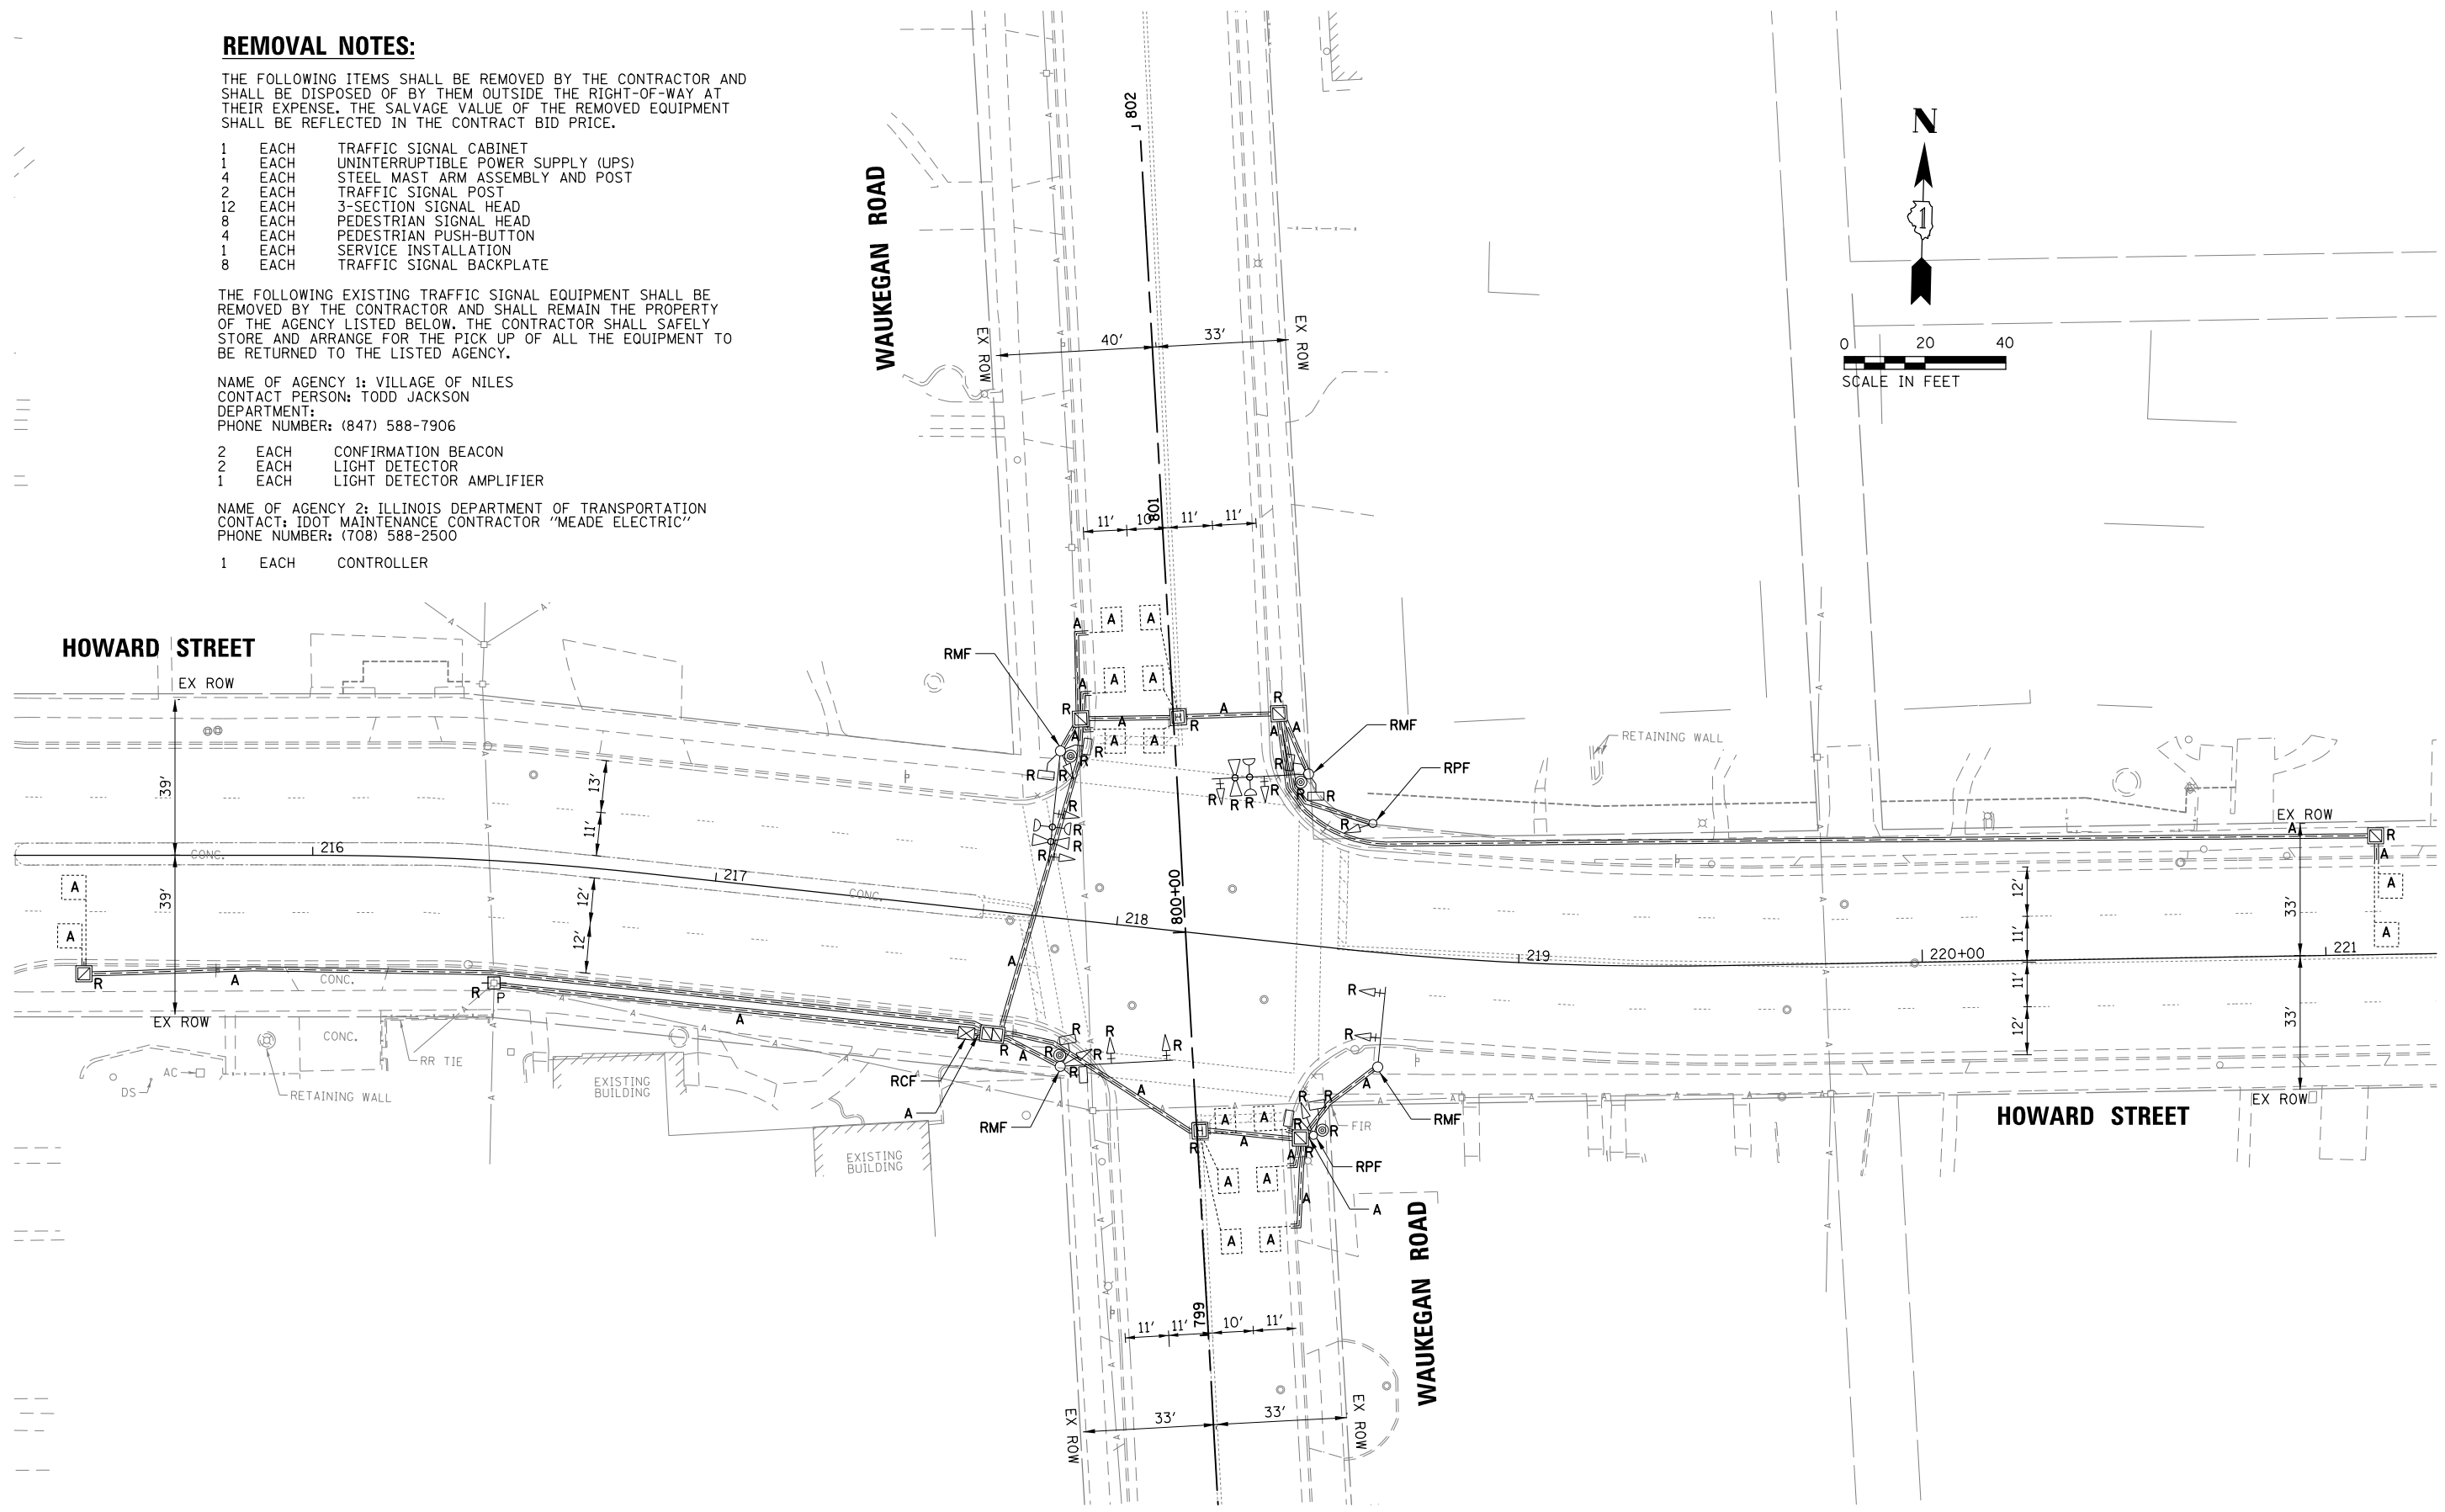 REMOVAL NOTES:
THE FOLLOWING ITEMS SHALL BE REMOVED BY THE CONTRACTOR AND
SHALL BE DISPOSED OF BY THEM OUTSIDE THE RIGHT-OF-WAY AT
THEIR EXPENSE. THE SALVAGE VALUE OF THE REMOVED EQUIPMENT
SHALL BE REFLECTED IN THE CONTRACT BID PRICE.
1 EACH TRAFFIC SIGNAL CABINET
1 EACH UNINTERRUPTIBLE POWER SUPPLY (UPS)
4 EACH STEEL MAST ARM ASSEMBLY AND POST
2 EACH TRAFFIC SIGNAL POST
12 EACH 3-SECTION SIGNAL HEAD
8 EACH PEDESTRIAN SIGNAL HEAD
4 EACH PEDESTRIAN PUSH-BUTTON
1 EACH SERVICE INSTALLATION
8 EACH TRAFFIC SIGNAL BACKPLATE
THE FOLLOWING EXISTING TRAFFIC SIGNAL EQUIPMENT SHALL BE
REMOVED BY THE CONTRACTOR AND SHALL REMAIN THE PROPERTY
OF THE AGENCY LISTED BELOW. THE CONTRACTOR SHALL SAFELY
STORE AND ARRANGE FOR THE PICK UP OF ALL THE EQUIPMENT TO
BE RETURNED TO THE LISTED AGENCY.
NAME OF AGENCY 1: VILLAGE OF NILES
CONTACT PERSON: TODD JACKSON
DEPARTMENT:
PHONE NUMBER: (847) 588-7906
2 EACH CONFIRMATION BEACON
2 EACH LIGHT DETECTOR
1 EACH LIGHT DETECTOR AMPLIFIER
NAME OF AGENCY 2: ILLINOIS DEPARTMENT OF TRANSPORTATION
CONTACT: IDOT MAINTENANCE CONTRACTOR "MEADE ELECTRIC"
PHONE NUMBER: (708) 588-2500
1 EACH CONTROLLER
N
1
0 20 40
SCALE IN FEET
802
WAUKEGAN ROAD
EX ROW
40'
33'
EX ROW
11' 10' 11' 11'
801
HOWARD STREET
EX ROW
RMF
A
A
A
A
A
A
R
A
R
A
R
A
A
A
RMF
RPF
RETAINING WALL
EX ROW
39'
39'
13'
11'
12'
12'
CONC.
216
217
CONC.
218
800+00
219
220+00
221
12'
11'
11'
12'
33'
33'
A
R
A
A
A
A
A
R
A
R
P
EX ROW
CONC.
CONC.
RR TIE
AC
DS
RETAINING WALL
EXISTING
BUILDING
EXISTING
BUILDING
A
RCF
A
RMF
A
R
R
R
RMF
FIR
RPF
A
EX ROW
HOWARD STREET
A
A
A
A
A
A
799
11' 11' 10' 11'
WAUKEGAN ROAD
33'
33'
EX ROW
EX ROW